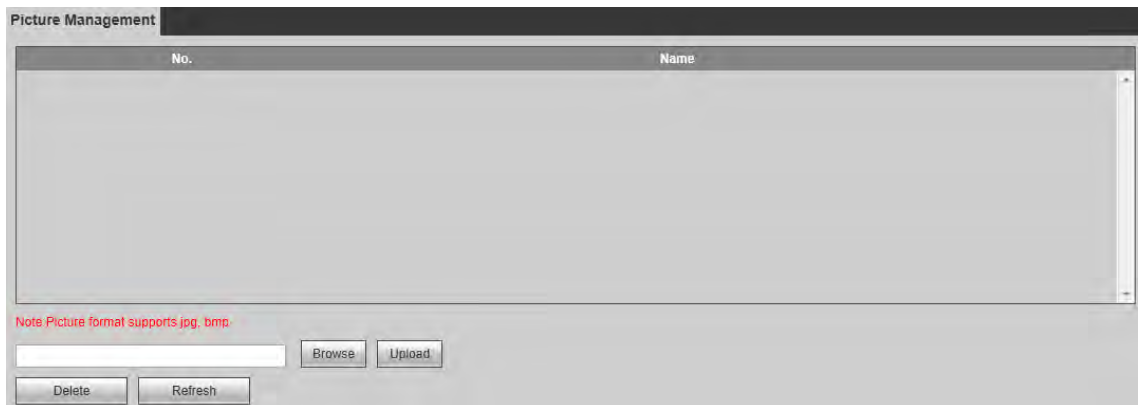 Picture Management
No. Name
Note Picture format supports jpg, bmp
Browse Upload
Delete Refresh